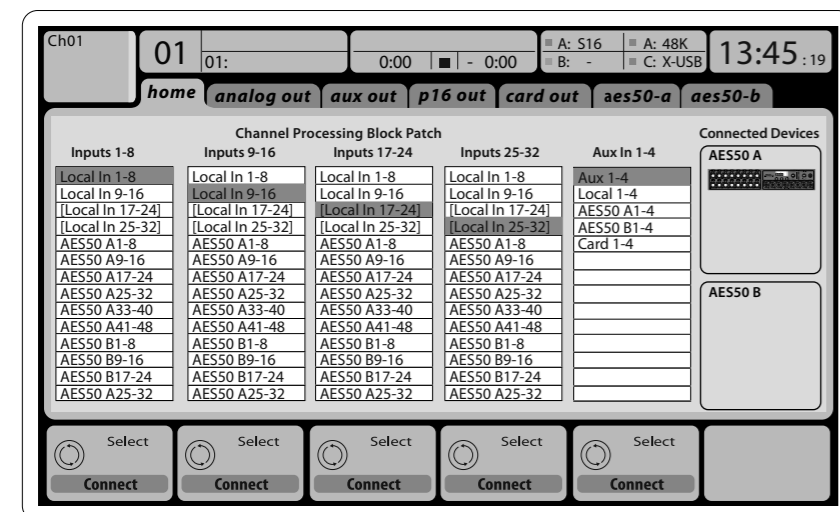 Ch01
01
01:
0:00
- 0:00
A: S16
B: -
A: 48K
C: X-USB
13:45 :19
home analog out aux out p16 out card out aes50-a aes50-b
Channel Processing Block Patch
Connected Devices
Inputs 1-8 Inputs 9-16 Inputs 17-24 Inputs 25-32 Aux In 1-4
AES50 A
Local In 1-8 Local In 1-8 Local In 1-8 Local In 1-8 Aux 1-4
Local In 9-16 Local In 9-16 Local In 9-16 Local In 9-16 Local 1-4
[Local In 17-24] [Local In 17-24] [Local In 17-24] [Local In 17-24] AES50 A1-4
[Local In 25-32] [Local In 25-32] [Local In 25-32] [Local In 25-32] AES50 B1-4
AES50 A1-8 AES50 A1-8 AES50 A1-8 AES50 A1-8 Card 1-4
AES50 A9-16 AES50 A9-16 AES50 A9-16 AES50 A9-16
AES50 A17-24 AES50 A17-24 AES50 A17-24 AES50 A17-24
AES50 A25-32 AES50 A25-32 AES50 A25-32 AES50 A25-32
AES50 B
AES50 A33-40 AES50 A33-40 AES50 A33-40 AES50 A33-40
AES50 A41-48 AES50 A41-48 AES50 A41-48 AES50 A41-48
AES50 B1-8 AES50 B1-8 AES50 B1-8 AES50 B1-8
AES50 B9-16 AES50 B9-16 AES50 B9-16 AES50 B9-16
AES50 B17-24 AES50 B17-24 AES50 B17-24 AES50 B17-24
AES50 A25-32 AES50 A25-32 AES50 A25-32 AES50 A25-32
Select Select Select Select Select
Connect Connect Connect Connect Connect